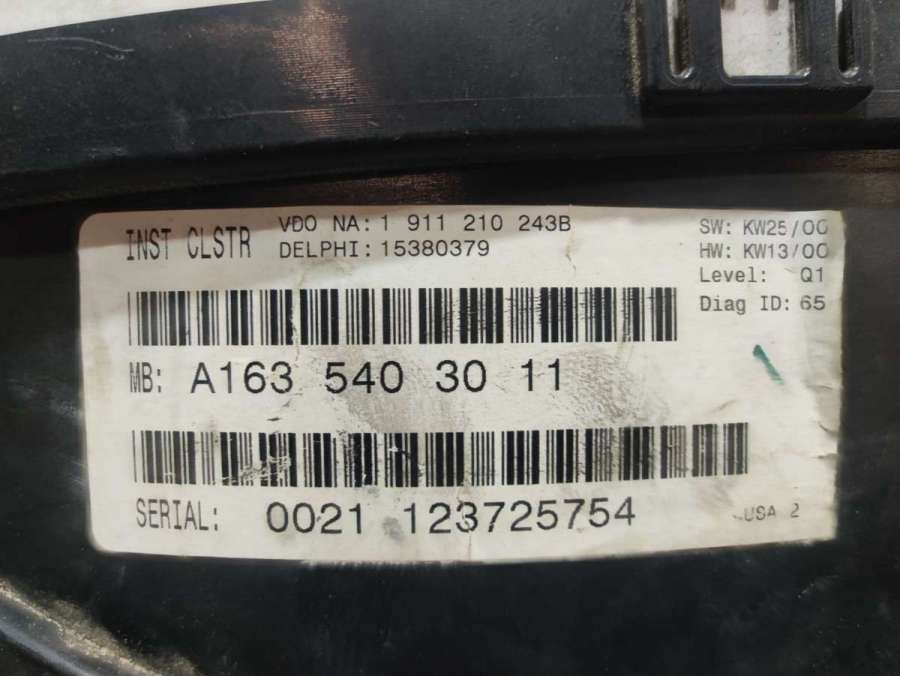 INST CLSTR
VDO NA: 1 911 210 243B
DELPHI: 15380379
SW: KW25/00
HW: KW13/00
Level: Q1
Diag ID: 65
MB: A163 540 30 11
SERIAL: 0021 123725754
USA 2